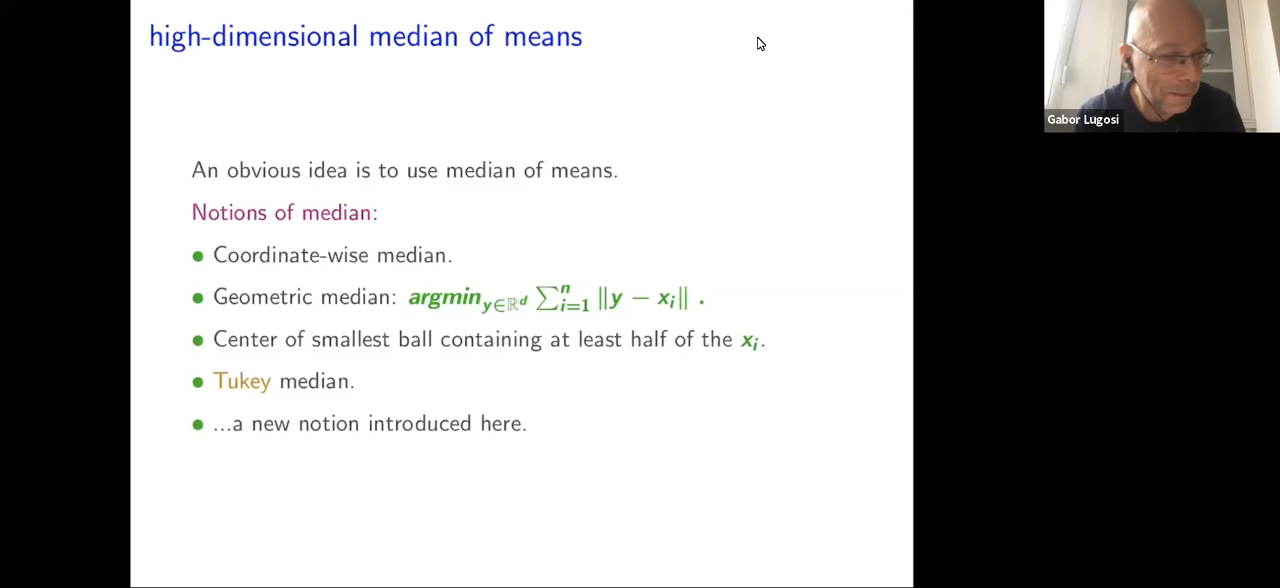 high-dimensional median of means
An obvious idea is to use median of means.
Notions of median:
● Coordinate-wise median.
● Geometric median: argmin_{y∈ℝ^d} ∑_{i=1}^{n} ‖y − x_i‖ .
● Center of smallest ball containing at least half of the x_i.
● Tukey median.
● ...a new notion introduced here.
Gabor Lugosi